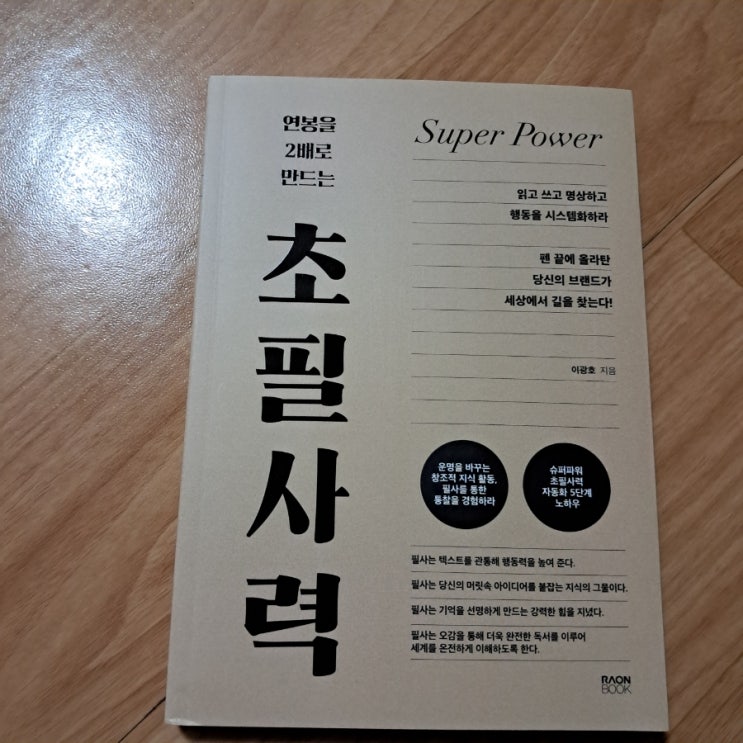 연봉을
2배로
만드는
초필사력
Super Power
읽고 쓰고 명상하고
행동을 시스템화하라
펜 끝에 올라탄
당신의 브랜드가
세상에서 길을 찾는다!
이광호 지음
운명을 바꾸는
창조적 지식 활동,
필사를 통한
통찰을 경험하라
슈퍼파워
초필사력
자동화 5단계
노하우
필사는 텍스트를 관통해 행동력을 높여 준다.
필사는 당신의 머릿속 아이디어를 붙잡는 지식의 그물이다.
필사는 기억을 선명하게 만드는 강력한 힘을 지녔다.
필사는 오감을 통해 더욱 완전한 독서를 이루어
세계를 온전하게 이해하도록 한다.
RAON
BOOK